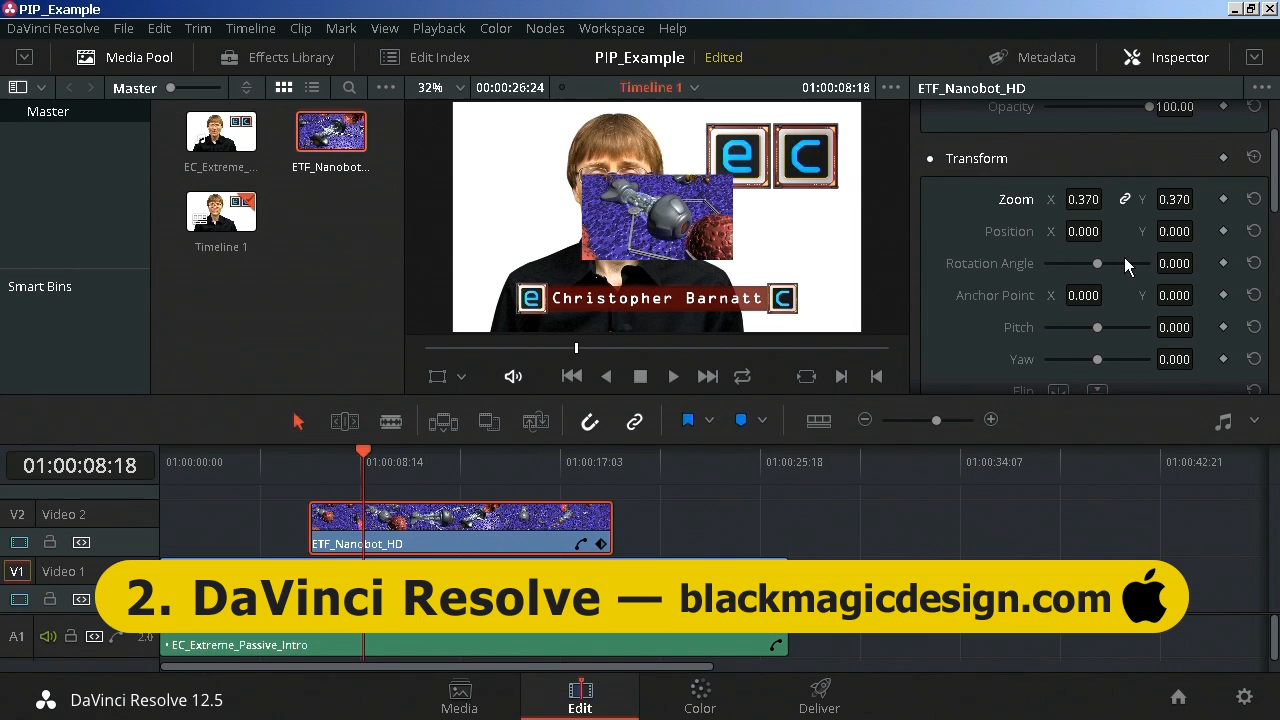 PIP_Example
DaVinci Resolve File Edit Trim Timeline Clip Mark View Playback Color Nodes Workspace Help
Media Pool Effects Library Edit Index PIP_Example Edited Metadata Inspector
Master 32% 00:00:26:24 Timeline 1 01:00:08:18 ETF_Nanobot_HD
Master
EC_Extreme_...
ETF_Nanobot...
Timeline 1
Smart Bins
e c
e Christopher Barnatt c
Opacity 100.00
Transform
Zoom X 0.370 Y 0.370
Position X 0.000 Y 0.000
Rotation Angle 0.000
Anchor Point X 0.000 Y 0.000
Pitch 0.000
Yaw 0.000
Flip
01:00:08:18 01:00:00:00 01:00:08:14 01:00:17:03 01:00:25:18 01:00:34:07 01:00:42:21
V2 Video 2
ETF_Nanobot_HD
V1 Video 1
2. DaVinci Resolve — blackmagicdesign.com
A1 2.0
• EC_Extreme_Passive_Intro
DaVinci Resolve 12.5 Media Edit Color Deliver